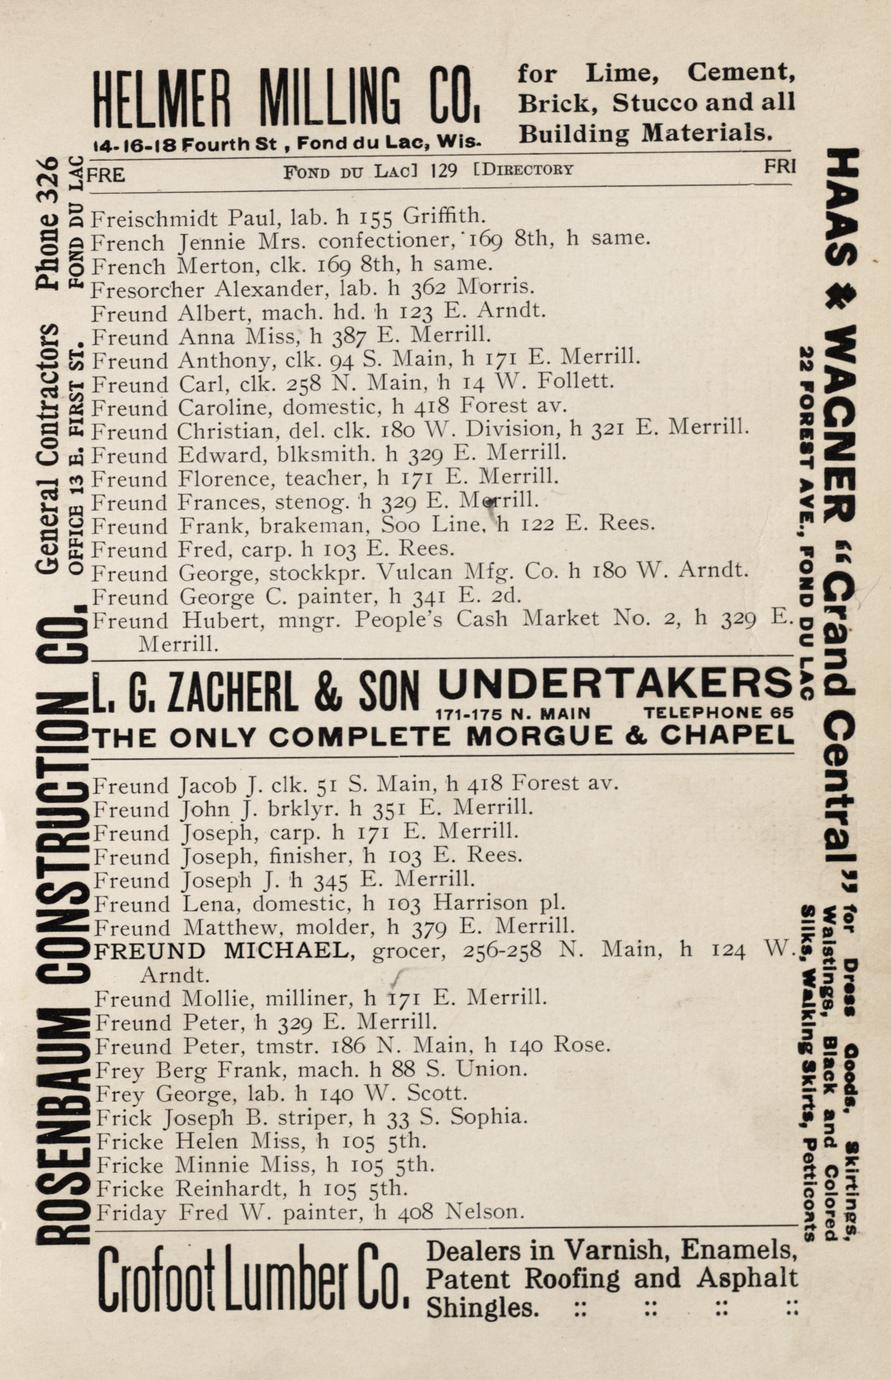 HELMER MILLING CO.
14-16-18 Fourth St , Fond du Lac, Wis.
for Lime, Cement,
Brick, Stucco and all
Building Materials.
FRE FOND DU LAC] 129 [DIRECTORY FRI
Freischmidt Paul, lab. h 155 Griffith.
French Jennie Mrs. confectioner, 169 8th, h same.
French Merton, clk. 169 8th, h same.
Fresorcher Alexander, lab. h 362 Morris.
Freund Albert, mach. hd. h 123 E. Arndt.
Freund Anna Miss, h 387 E. Merrill.
Freund Anthony, clk. 94 S. Main, h 171 E. Merrill.
Freund Carl, clk. 258 N. Main, h 14 W. Follett.
Freund Caroline, domestic, h 418 Forest av.
Freund Christian, del. clk. 180 W. Division, h 321 E. Merrill.
Freund Edward, blksmith. h 329 E. Merrill.
Freund Florence, teacher, h 171 E. Merrill.
Freund Frances, stenog. h 329 E. Merrill.
Freund Frank, brakeman, Soo Line, h 122 E. Rees.
Freund Fred, carp. h 103 E. Rees.
Freund George, stockkpr. Vulcan Mfg. Co. h 180 W. Arndt.
Freund George C. painter, h 341 E. 2d.
Freund Hubert, mngr. People's Cash Market No. 2, h 329 E.
Merrill.
L. G. ZACHERL & SON UNDERTAKERS
171-175 N. MAIN TELEPHONE 65
THE ONLY COMPLETE MORGUE & CHAPEL
Freund Jacob J. clk. 51 S. Main, h 418 Forest av.
Freund John J. brklyr. h 351 E. Merrill.
Freund Joseph, carp. h 171 E. Merrill.
Freund Joseph, finisher, h 103 E. Rees.
Freund Joseph J. h 345 E. Merrill.
Freund Lena, domestic, h 103 Harrison pl.
Freund Matthew, molder, h 379 E. Merrill.
FREUND MICHAEL, grocer, 256-258 N. Main, h 124 W.
Arndt.
Freund Mollie, milliner, h 171 E. Merrill.
Freund Peter, h 329 E. Merrill.
Freund Peter, tmstr. 186 N. Main, h 140 Rose.
Frey Berg Frank, mach. h 88 S. Union.
Frey George, lab. h 140 W. Scott.
Frick Joseph B. striper, h 33 S. Sophia.
Fricke Helen Miss, h 105 5th.
Fricke Minnie Miss, h 105 5th.
Fricke Reinhardt, h 105 5th.
Friday Fred W. painter, h 408 Nelson.
Crofoot Lumber Co.
Dealers in Varnish, Enamels,
Patent Roofing and Asphalt
Shingles. :: :: :: ::
ROSENBAUM CONSTRUCTION CO. General Contractors Phone 326
OFFICE 13 E. FIRST ST. FOND DU LAC
HAAS & WAGNER "Grand Central"
22 FOREST AVE., FOND DU LAC
for Dress Goods, Skirtings,
Waistings, Black and Colored
Silks, Walking Skirts, Petticoats